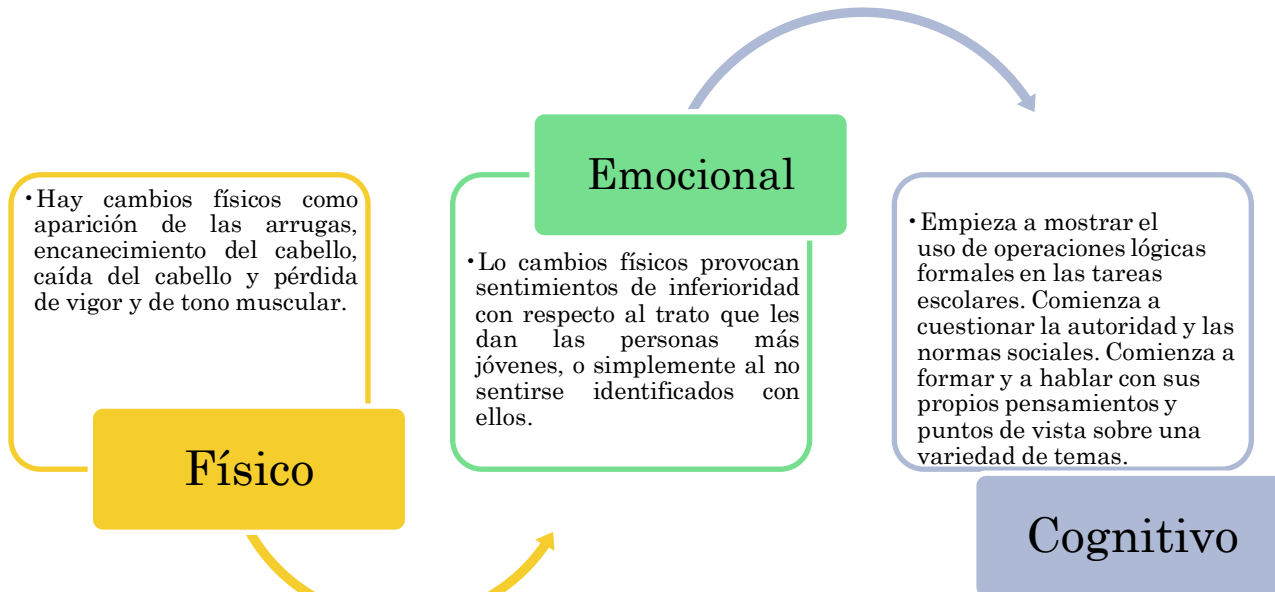 •Hay cambios físicos como
aparición de las arrugas,
encanecimiento del cabello,
caída del cabello y pérdida
de vigor y de tono muscular.
Físico
Emocional
•Lo cambios físicos provocan
sentimientos de inferioridad
con respecto al trato que les
dan las personas más
jóvenes, o simplemente al no
sentirse identificados con
ellos.
•Empieza a mostrar el
uso de operaciones lógicas
formales en las tareas
escolares. Comienza a
cuestionar la autoridad y las
normas sociales. Comienza a
formar y a hablar con sus
propios pensamientos y
puntos de vista sobre una
variedad de temas.
Cognitivo